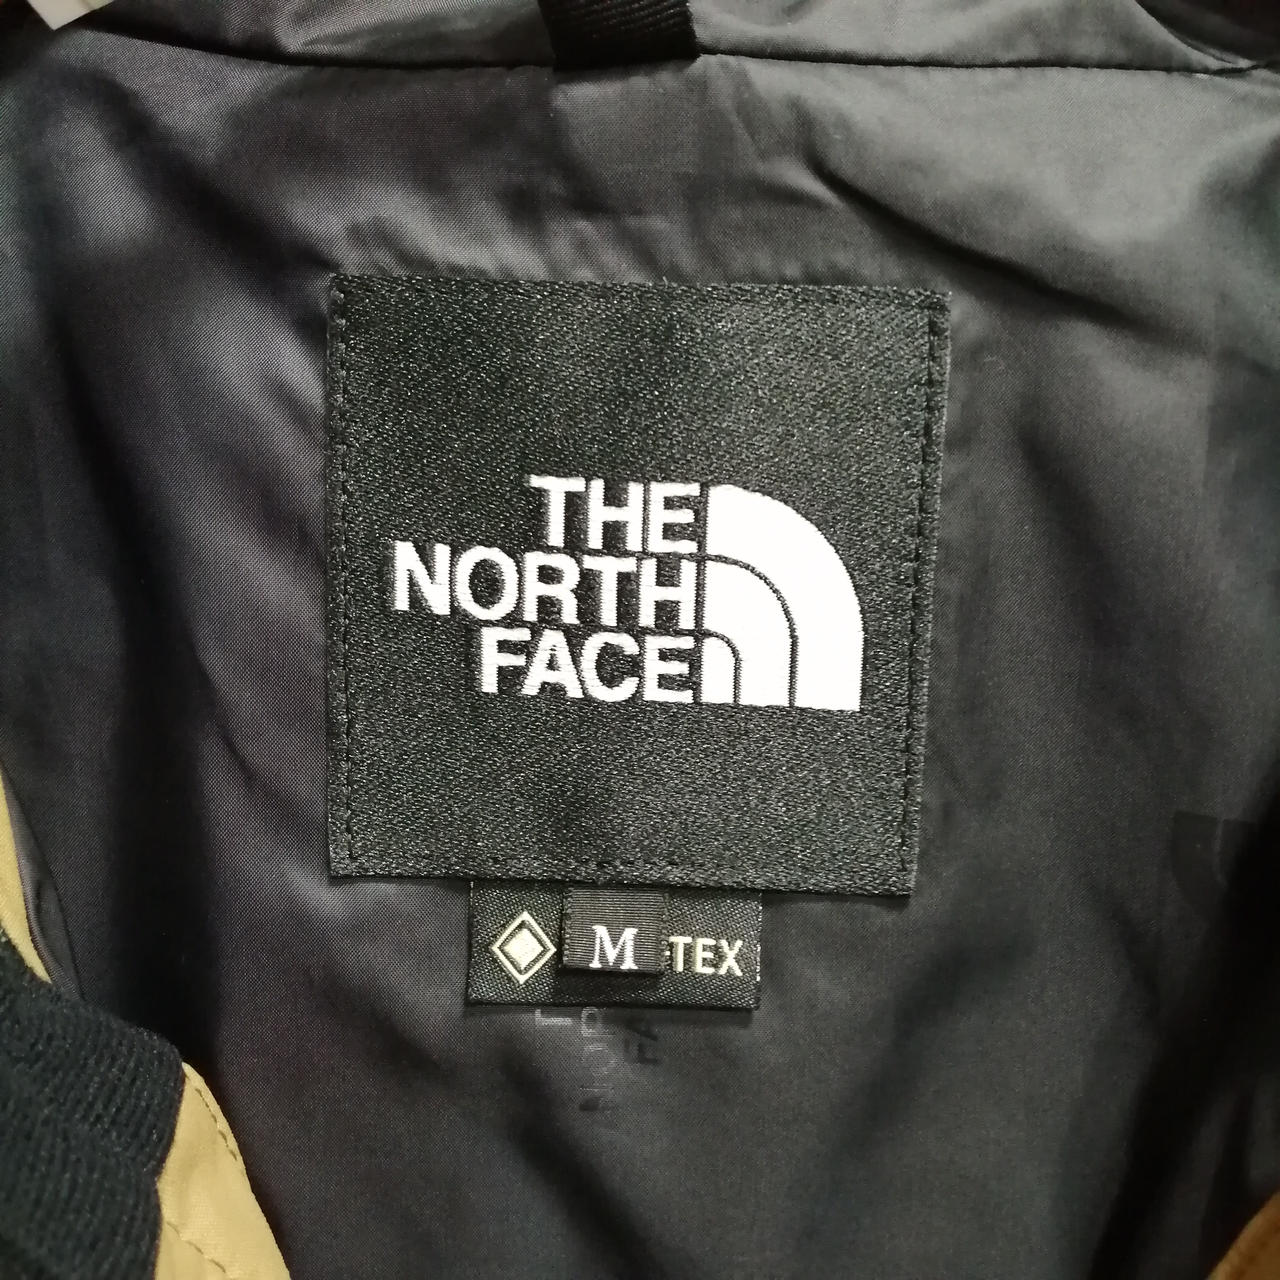 THE
NORTH
FACE
M
-TEX